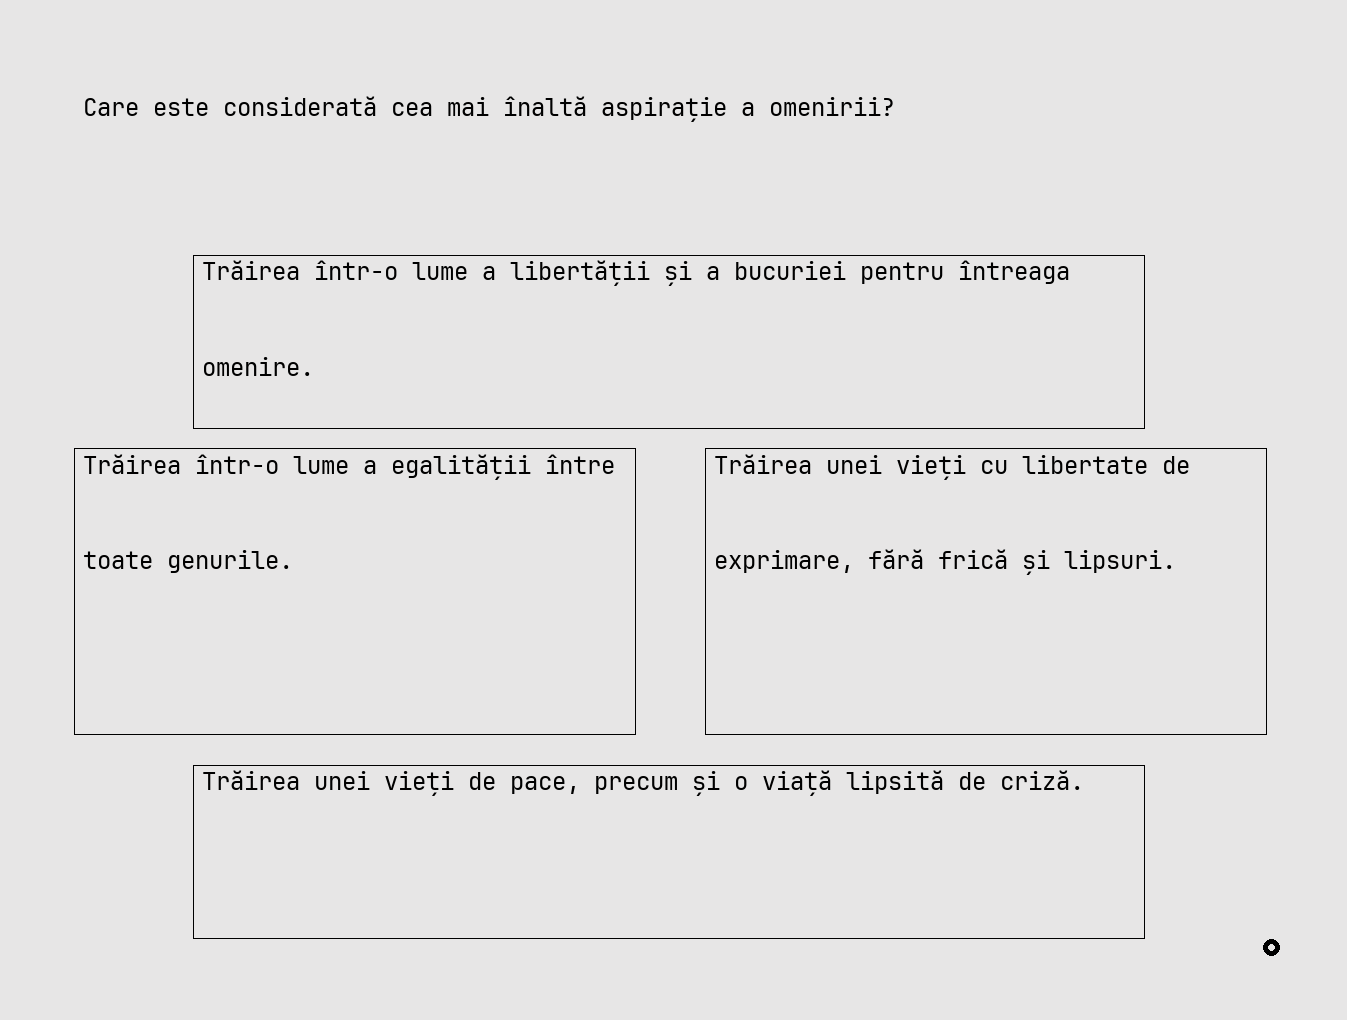 Care este considerată cea mai înaltă aspirație a omenirii?
Trăirea într-o lume a libertății și a bucuriei pentru întreaga
omenire.
Trăirea într-o lume a egalității între
toate genurile.
Trăirea unei vieți cu libertate de
exprimare, fără frică și lipsuri.
Trăirea unei vieți de pace, precum și o viață lipsită de criză.